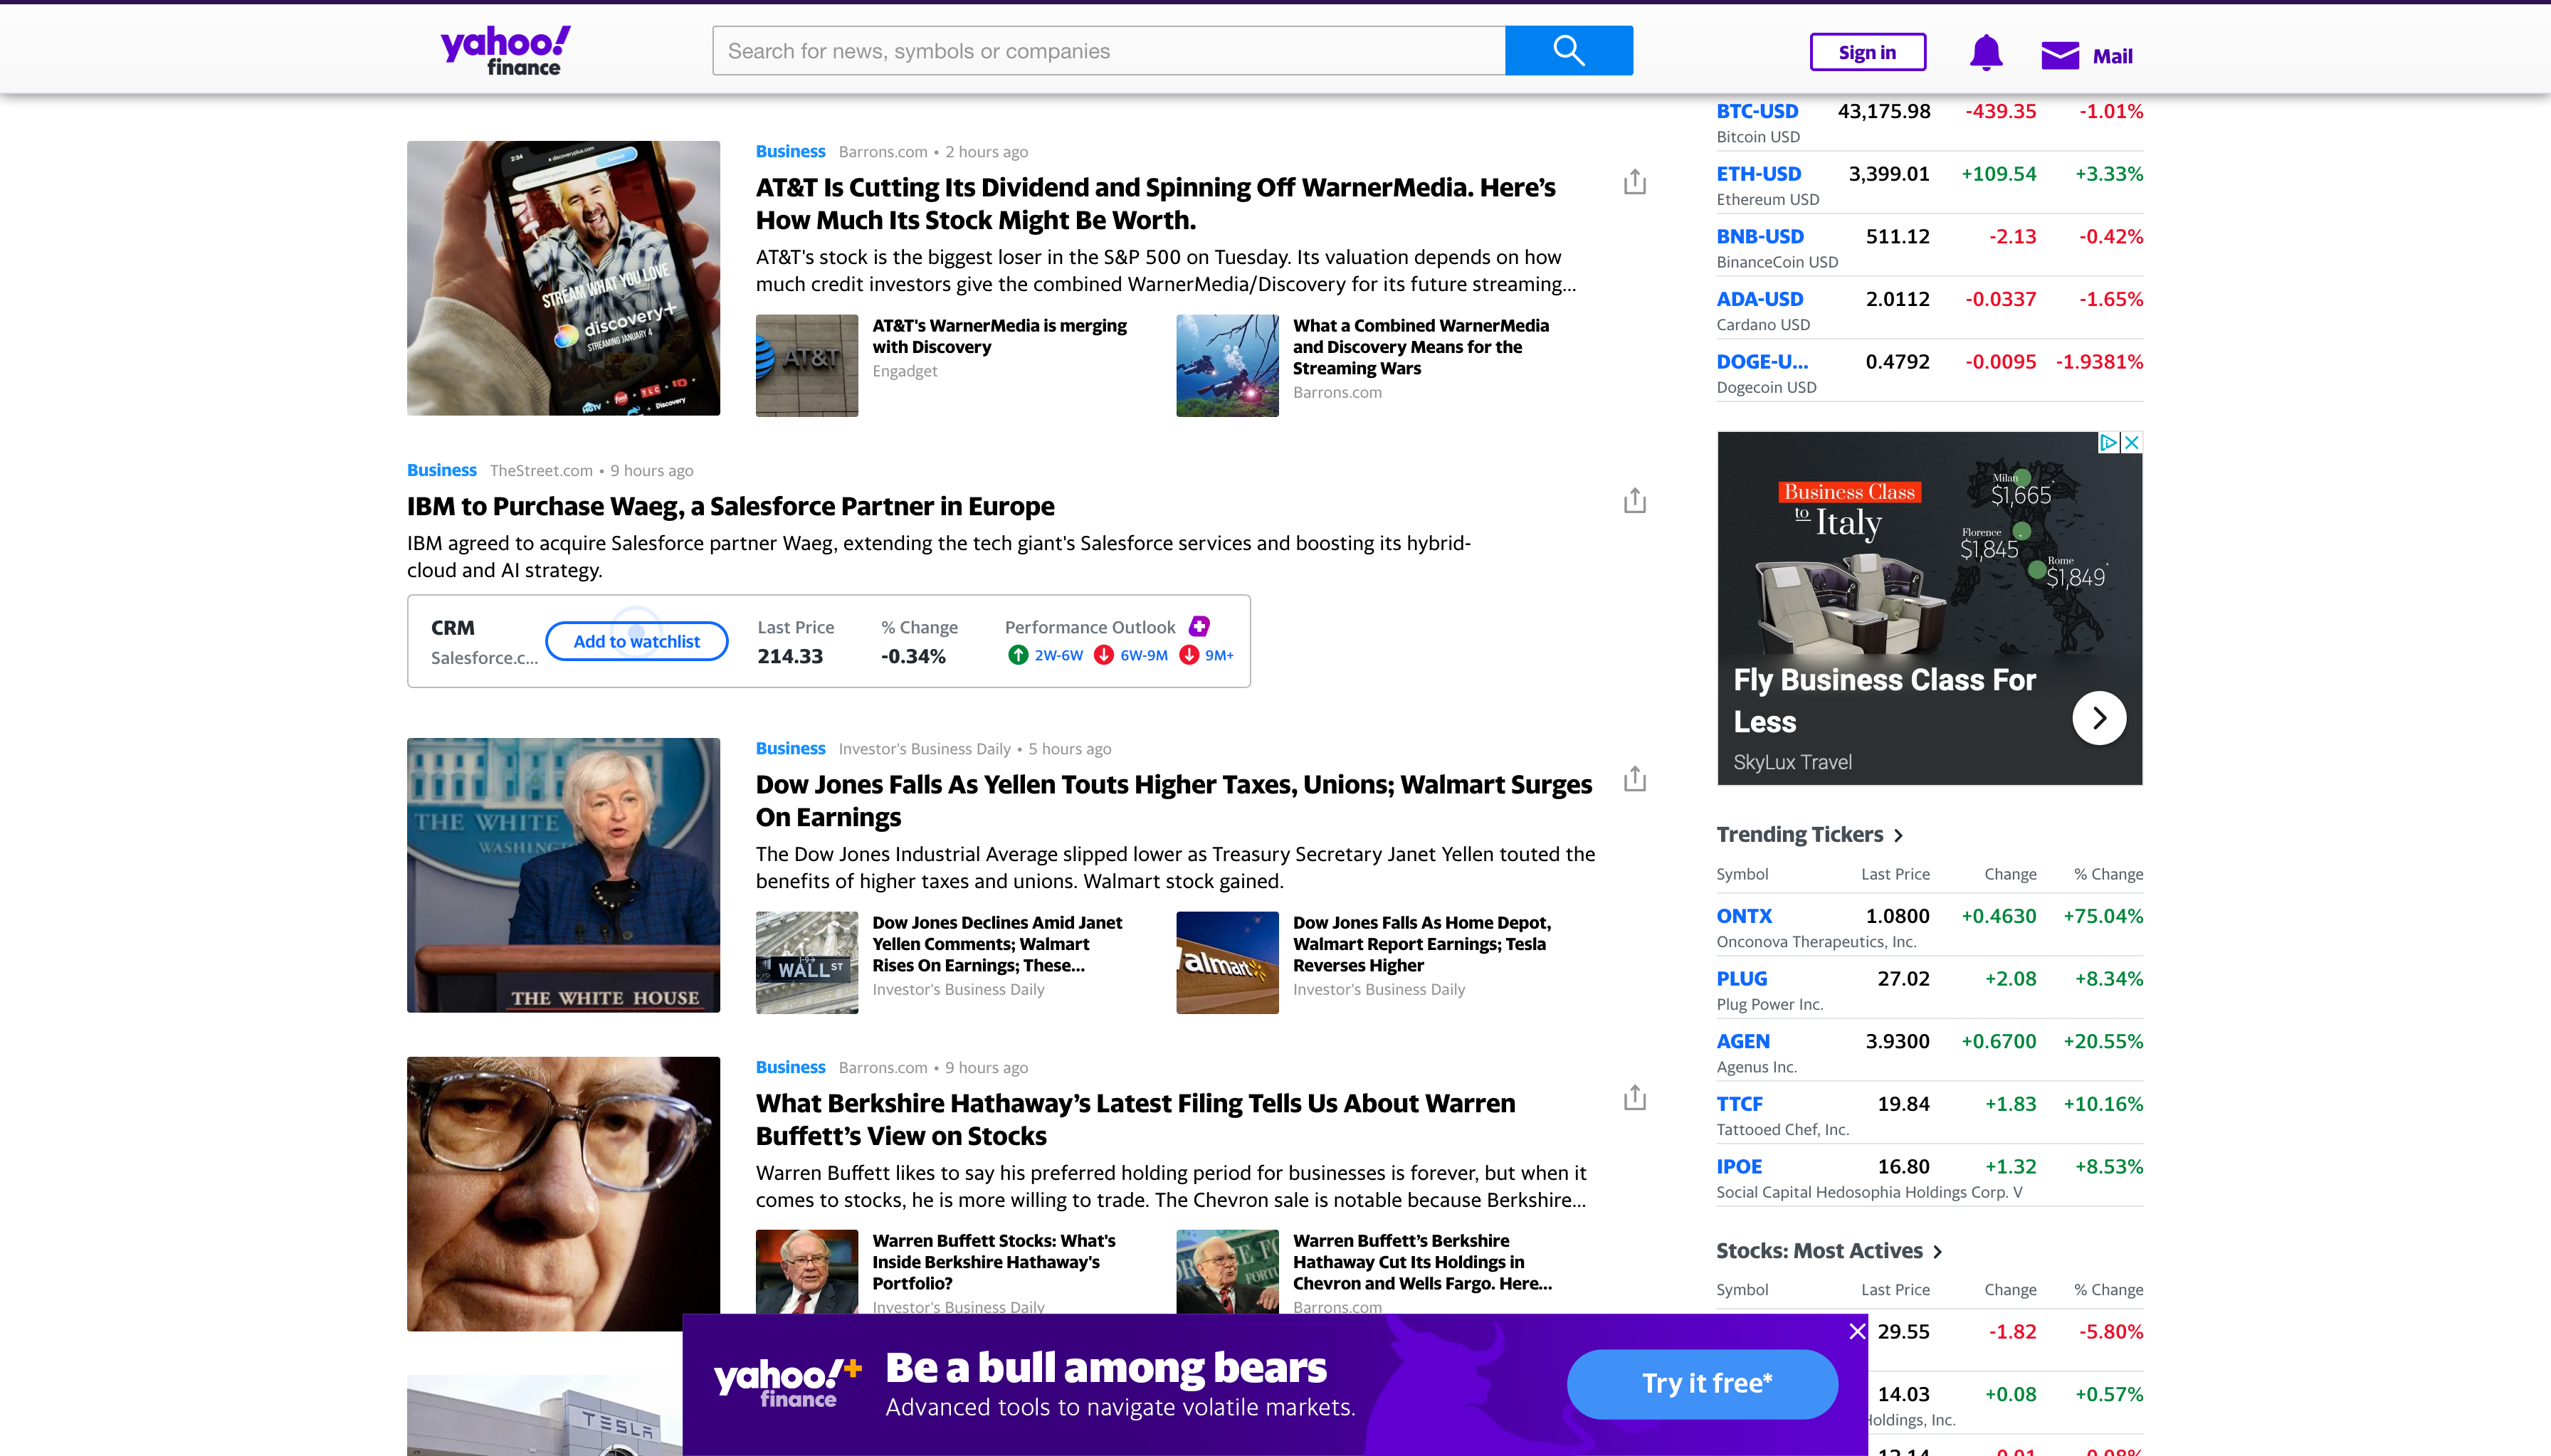 yahoo!
finance
Search for news, symbols or companies
Sign in
Mail
Business Barrons.com • 2 hours ago
AT&T Is Cutting Its Dividend and Spinning Off WarnerMedia. Here's
How Much Its Stock Might Be Worth.
AT&T's stock is the biggest loser in the S&P 500 on Tuesday. Its valuation depends on how
much credit investors give the combined WarnerMedia/Discovery for its future streaming...
STREAM WHAT YOU LOVE
discovery+
STREAMING JANUARY 4
AT&T
AT&T's WarnerMedia is merging
with Discovery
Engadget
What a Combined WarnerMedia
and Discovery Means for the
Streaming Wars
Barrons.com
Business TheStreet.com • 9 hours ago
IBM to Purchase Waeg, a Salesforce Partner in Europe
IBM agreed to acquire Salesforce partner Waeg, extending the tech giant's Salesforce services and boosting its hybrid-
cloud and AI strategy.
CRM
Salesforce.c...
Add to watchlist
Last Price
214.33
% Change
-0.34%
Performance Outlook
2W-6W 6W-9M 9M+
THE WHITE
WASHINGT
THE WHITE HOUSE
Business Investor's Business Daily • 5 hours ago
Dow Jones Falls As Yellen Touts Higher Taxes, Unions; Walmart Surges
On Earnings
The Dow Jones Industrial Average slipped lower as Treasury Secretary Janet Yellen touted the
benefits of higher taxes and unions. Walmart stock gained.
WALL ST
Dow Jones Declines Amid Janet
Yellen Comments; Walmart
Rises On Earnings; These...
Investor's Business Daily
almart
Dow Jones Falls As Home Depot,
Walmart Report Earnings; Tesla
Reverses Higher
Investor's Business Daily
Business Barrons.com • 9 hours ago
What Berkshire Hathaway's Latest Filing Tells Us About Warren
Buffett's View on Stocks
Warren Buffett likes to say his preferred holding period for businesses is forever, but when it
comes to stocks, he is more willing to trade. The Chevron sale is notable because Berkshire...
Warren Buffett Stocks: What's
Inside Berkshire Hathaway's
Portfolio?
Investor's Business Daily
Warren Buffett's Berkshire
Hathaway Cut Its Holdings in
Chevron and Wells Fargo. Here...
Barrons.com
TESLA
BTC-USD 43,175.98 -439.35 -1.01%
Bitcoin USD
ETH-USD 3,399.01 +109.54 +3.33%
Ethereum USD
BNB-USD 511.12 -2.13 -0.42%
BinanceCoin USD
ADA-USD 2.0112 -0.0337 -1.65%
Cardano USD
DOGE-U... 0.4792 -0.0095 -1.9381%
Dogecoin USD
Business Class
to Italy
Milan
$1,665*
Florence
$1,845*
Rome
$1,849*
Fly Business Class For
Less
SkyLux Travel
Trending Tickers
Symbol Last Price Change % Change
ONTX 1.0800 +0.4630 +75.04%
Onconova Therapeutics, Inc.
PLUG 27.02 +2.08 +8.34%
Plug Power Inc.
AGEN 3.9300 +0.6700 +20.55%
Agenus Inc.
TTCF 19.84 +1.83 +10.16%
Tattooed Chef, Inc.
IPOE 16.80 +1.32 +8.53%
Social Capital Hedosophia Holdings Corp. V
Stocks: Most Actives
Symbol Last Price Change % Change
29.55 -1.82 -5.80%
14.03 +0.08 +0.57%
Holdings, Inc.
yahoo!+
finance
Be a bull among bears
Advanced tools to navigate volatile markets.
Try it free*